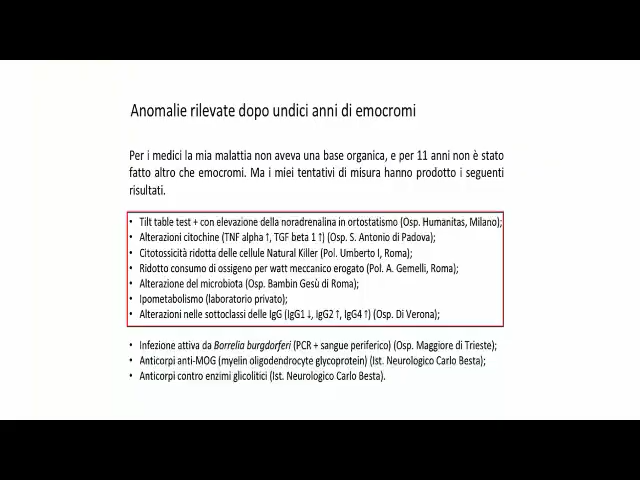 Anomalie rilevate dopo undici anni di emocromi
Per i medici la mia malattia non aveva una base organica, e per 11 anni non è stato
fatto altro che emocromi. Ma i miei tentativi di misura hanno prodotto i seguenti
risultati.
• Tilt table test + con elevazione della noradrenalina in ortostatismo (Osp. Humanitas, Milano);
• Alterazioni citochine (TNF alpha ↑, TGF beta 1 ↑) (Osp. S. Antonio di Padova);
• Citotossicità ridotta delle cellule Natural Killer (Pol. Umberto I, Roma);
• Ridotto consumo di ossigeno per watt meccanico erogato (Pol. A. Gemelli, Roma);
• Alterazione del microbiota (Osp. Bambin Gesù di Roma);
• Ipometabolismo (laboratorio privato);
• Alterazioni nelle sottoclassi delle IgG (IgG1 ↓, IgG2 ↑, IgG4 ↑) (Osp. Di Verona);
• Infezione attiva da Borrelia burgdorferi (PCR + sangue periferico) (Osp. Maggiore di Trieste);
• Anticorpi anti-MOG (myelin oligodendrocyte glycoprotein) (Ist. Neurologico Carlo Besta);
• Anticorpi contro enzimi glicolitici (Ist. Neurologico Carlo Besta).